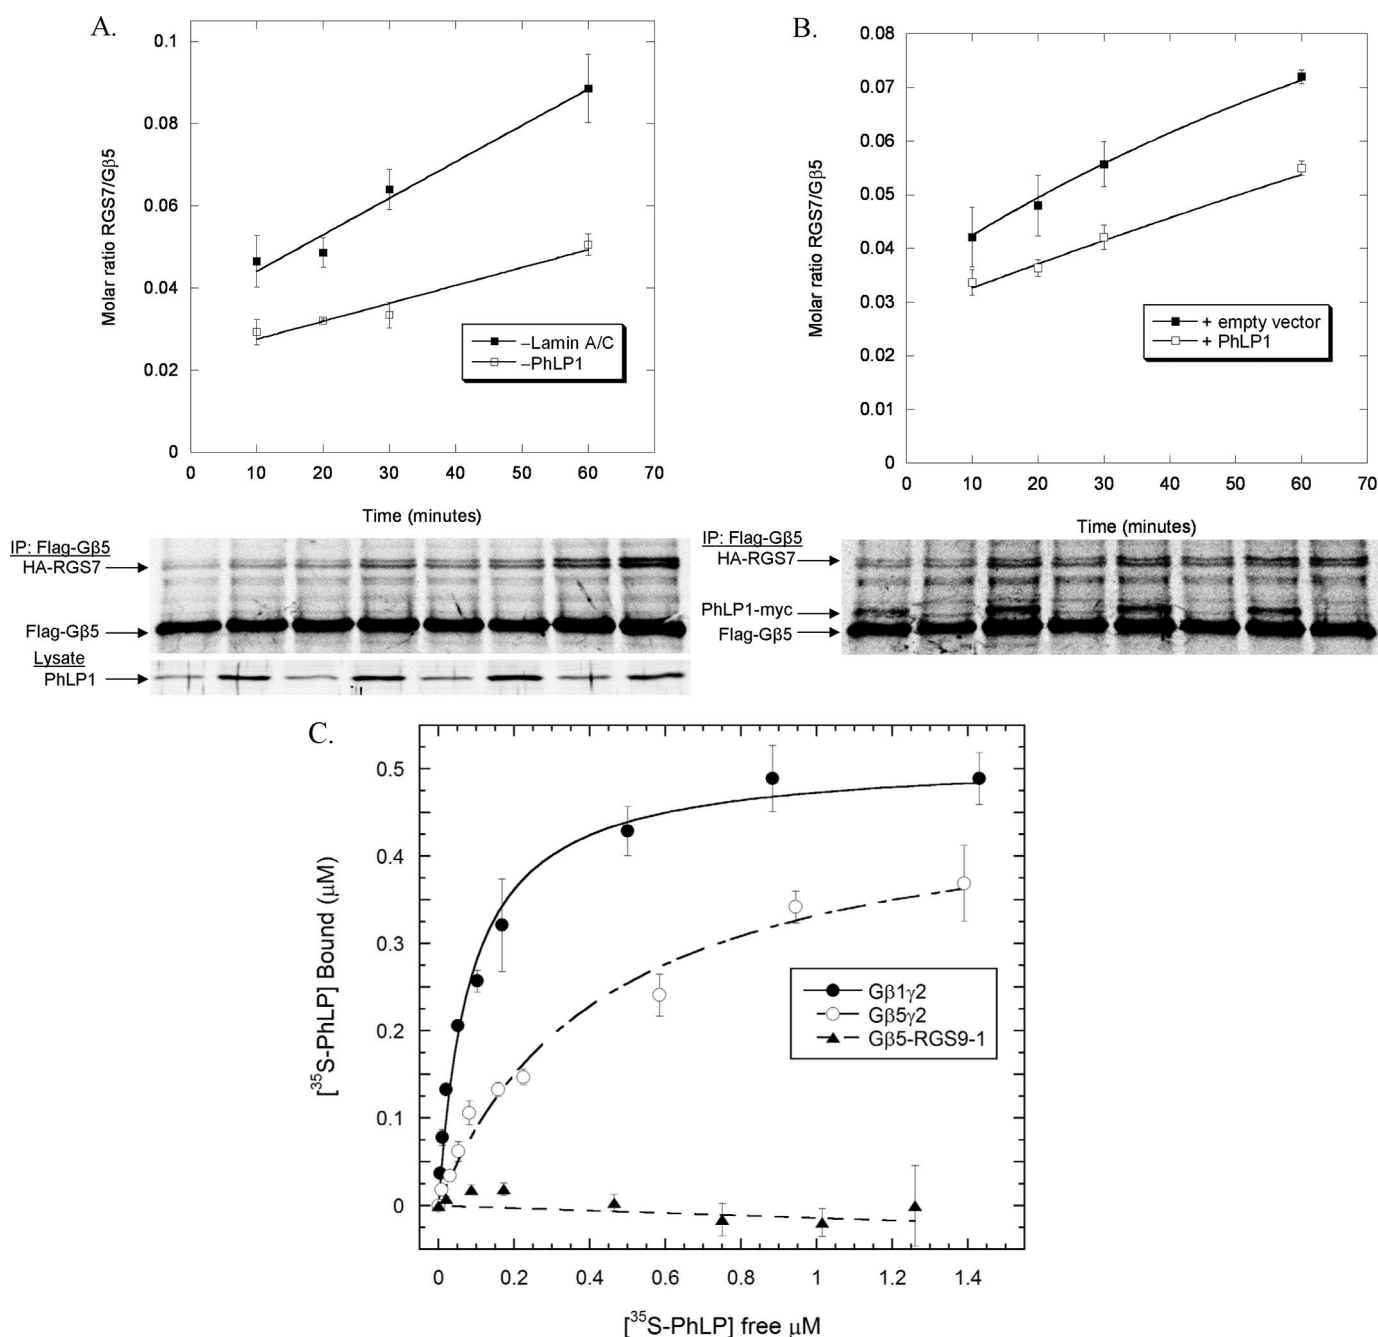 A.
0.1
0.08
0.06
0.04
0.02
0
Molar ratio RGS7/Gβ5
–Lamin A/C
–PhLP1
0 10 20 30 40 50 60 70
Time (minutes)
IP: Flag-Gβ5
HA-RGS7
Flag-Gβ5
Lysate
PhLP1
B.
0.08
0.07
0.06
0.05
0.04
0.03
0.02
0.01
0
Molar ratio RGS7/Gβ5
+ empty vector
+ PhLP1
0 10 20 30 40 50 60 70
Time (minutes)
IP: Flag-Gβ5
HA-RGS7
PhLP1-myc
Flag-Gβ5
C.
0.5
0.4
0.3
0.2
0.1
0
[³⁵S-PhLP] Bound (μM)
Gβ1γ2
Gβ5γ2
Gβ5-RGS9-1
0 0.2 0.4 0.6 0.8 1 1.2 1.4
[³⁵S-PhLP] free μM